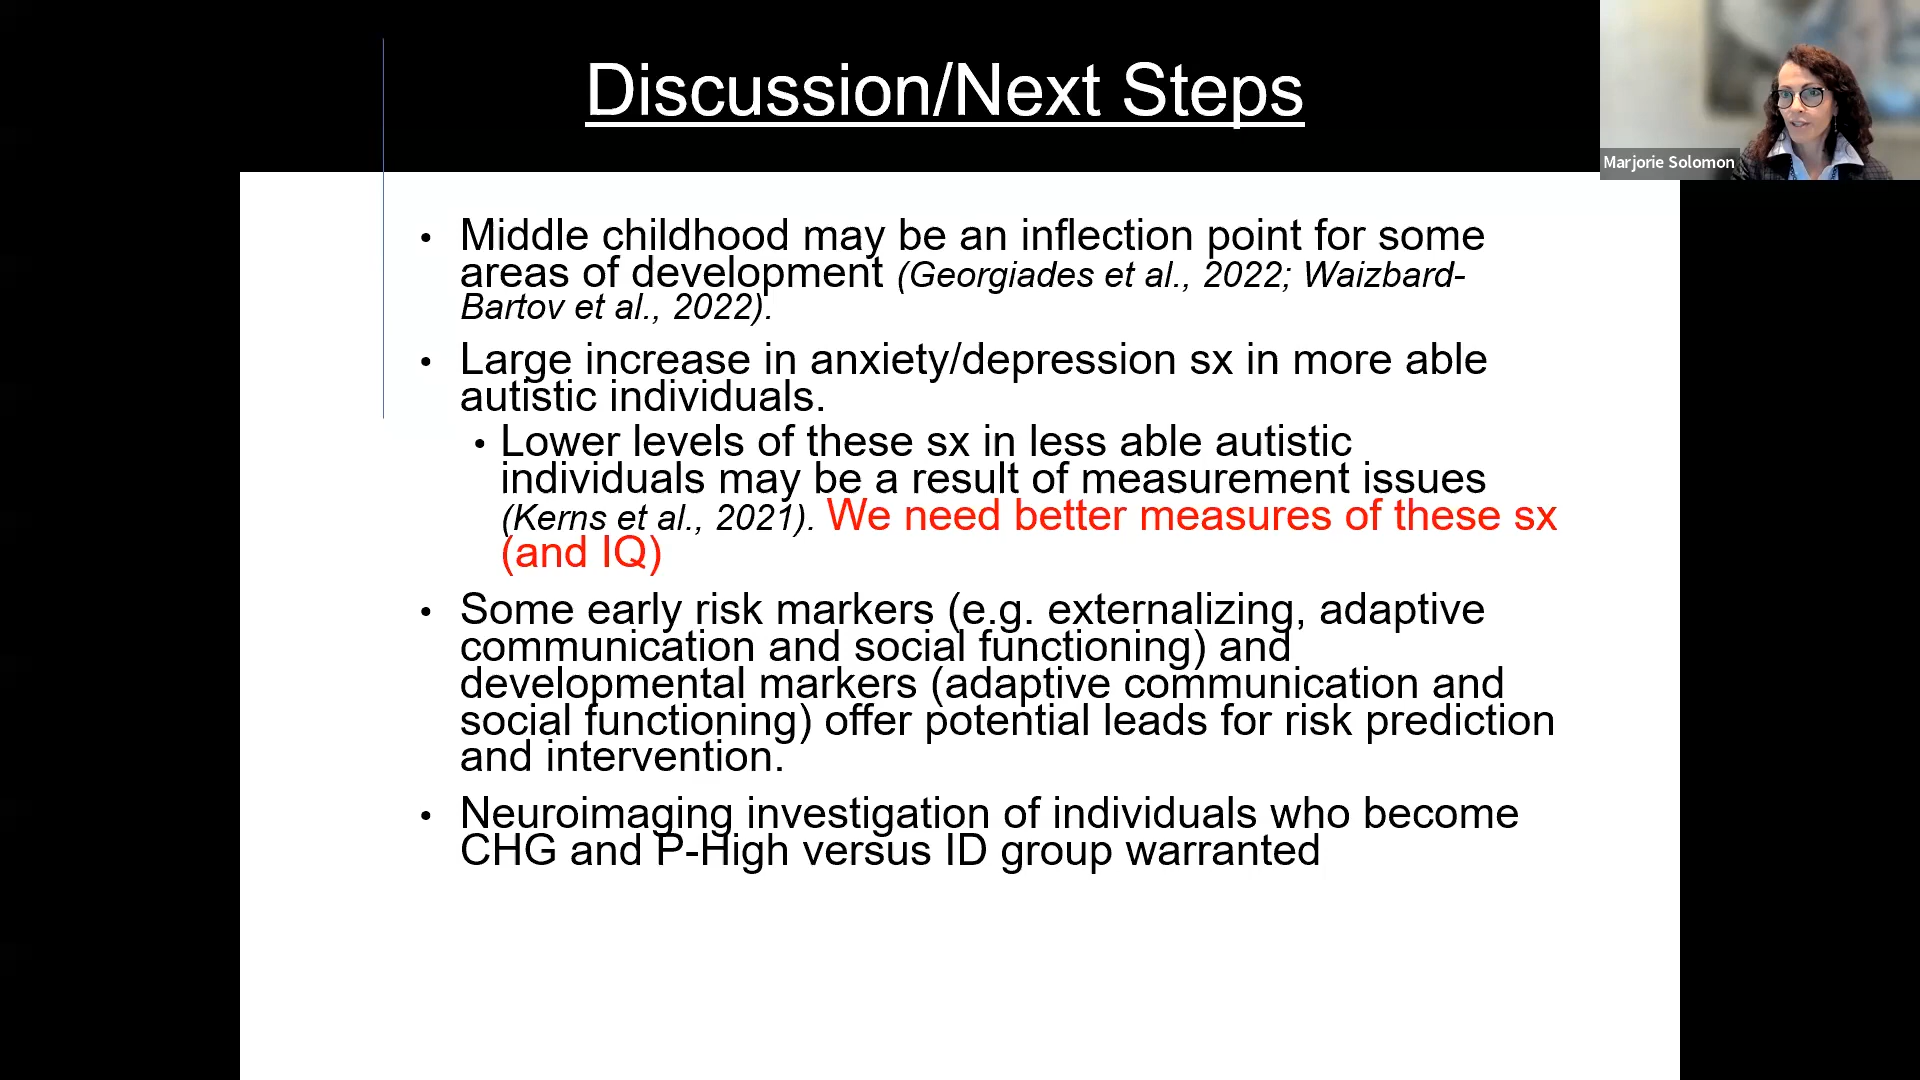 Discussion/Next Steps
Marjorie Solomon
• Middle childhood may be an inflection point for some
areas of development (Georgiades et al., 2022; Waizbard-
Bartov et al., 2022).
• Large increase in anxiety/depression sx in more able
autistic individuals.
• Lower levels of these sx in less able autistic
individuals may be a result of measurement issues
(Kerns et al., 2021). We need better measures of these sx
(and IQ)
• Some early risk markers (e.g. externalizing, adaptive
communication and social functioning) and
developmental markers (adaptive communication and
social functioning) offer potential leads for risk prediction
and intervention.
• Neuroimaging investigation of individuals who become
CHG and P-High versus ID group warranted